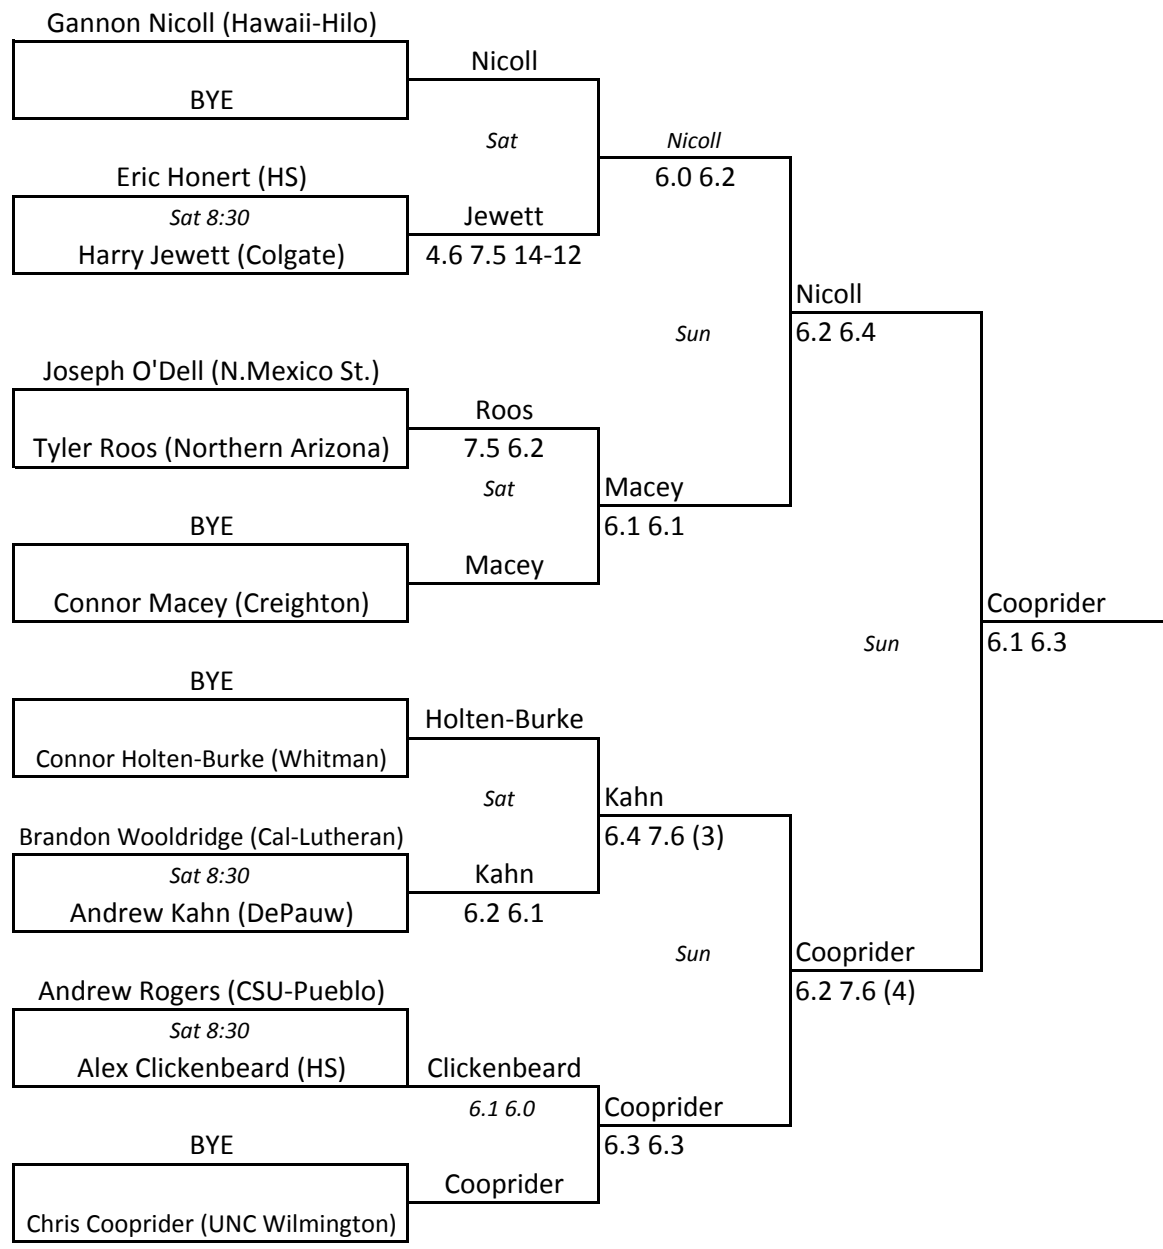 Gannon Nicoll (Hawaii-Hilo)
Nicoll
BYE
Sat
Nicoll
Eric Honert (HS)
6.0 6.2
Sat 8:30
Jewett
Harry Jewett (Colgate)
4.6 7.5 14-12
Nicoll
Sun
6.2 6.4
Joseph O'Dell (N.Mexico St.)
Roos
Tyler Roos (Northern Arizona)
7.5 6.2
Sat
Macey
BYE
6.1 6.1
Macey
Connor Macey (Creighton)
Cooprider
Sun
6.1 6.3
BYE
Holten-Burke
Connor Holten-Burke (Whitman)
Sat
Kahn
Brandon Wooldridge (Cal-Lutheran)
6.4 7.6 (3)
Sat 8:30
Kahn
Andrew Kahn (DePauw)
6.2 6.1
Sun
Cooprider
Andrew Rogers (CSU-Pueblo)
6.2 7.6 (4)
Sat 8:30
Alex Clickenbeard (HS)
Clickenbeard
6.1 6.0
Cooprider
BYE
6.3 6.3
Cooprider
Chris Cooprider (UNC Wilmington)